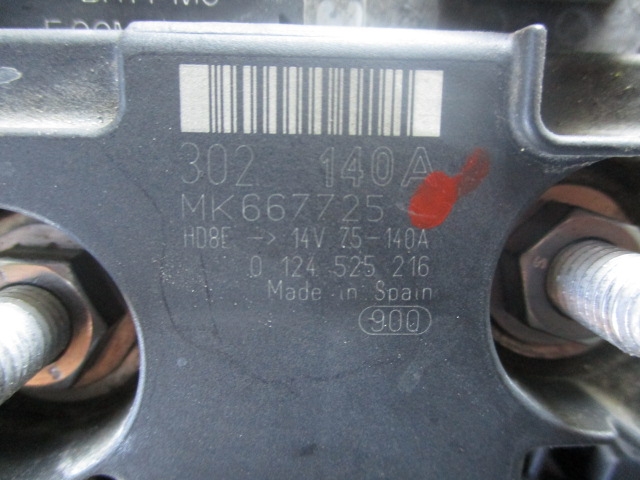 302 140A
MK667725
HD8E -> 14V 75-140A
0 124 525 216
Made in Spain
900